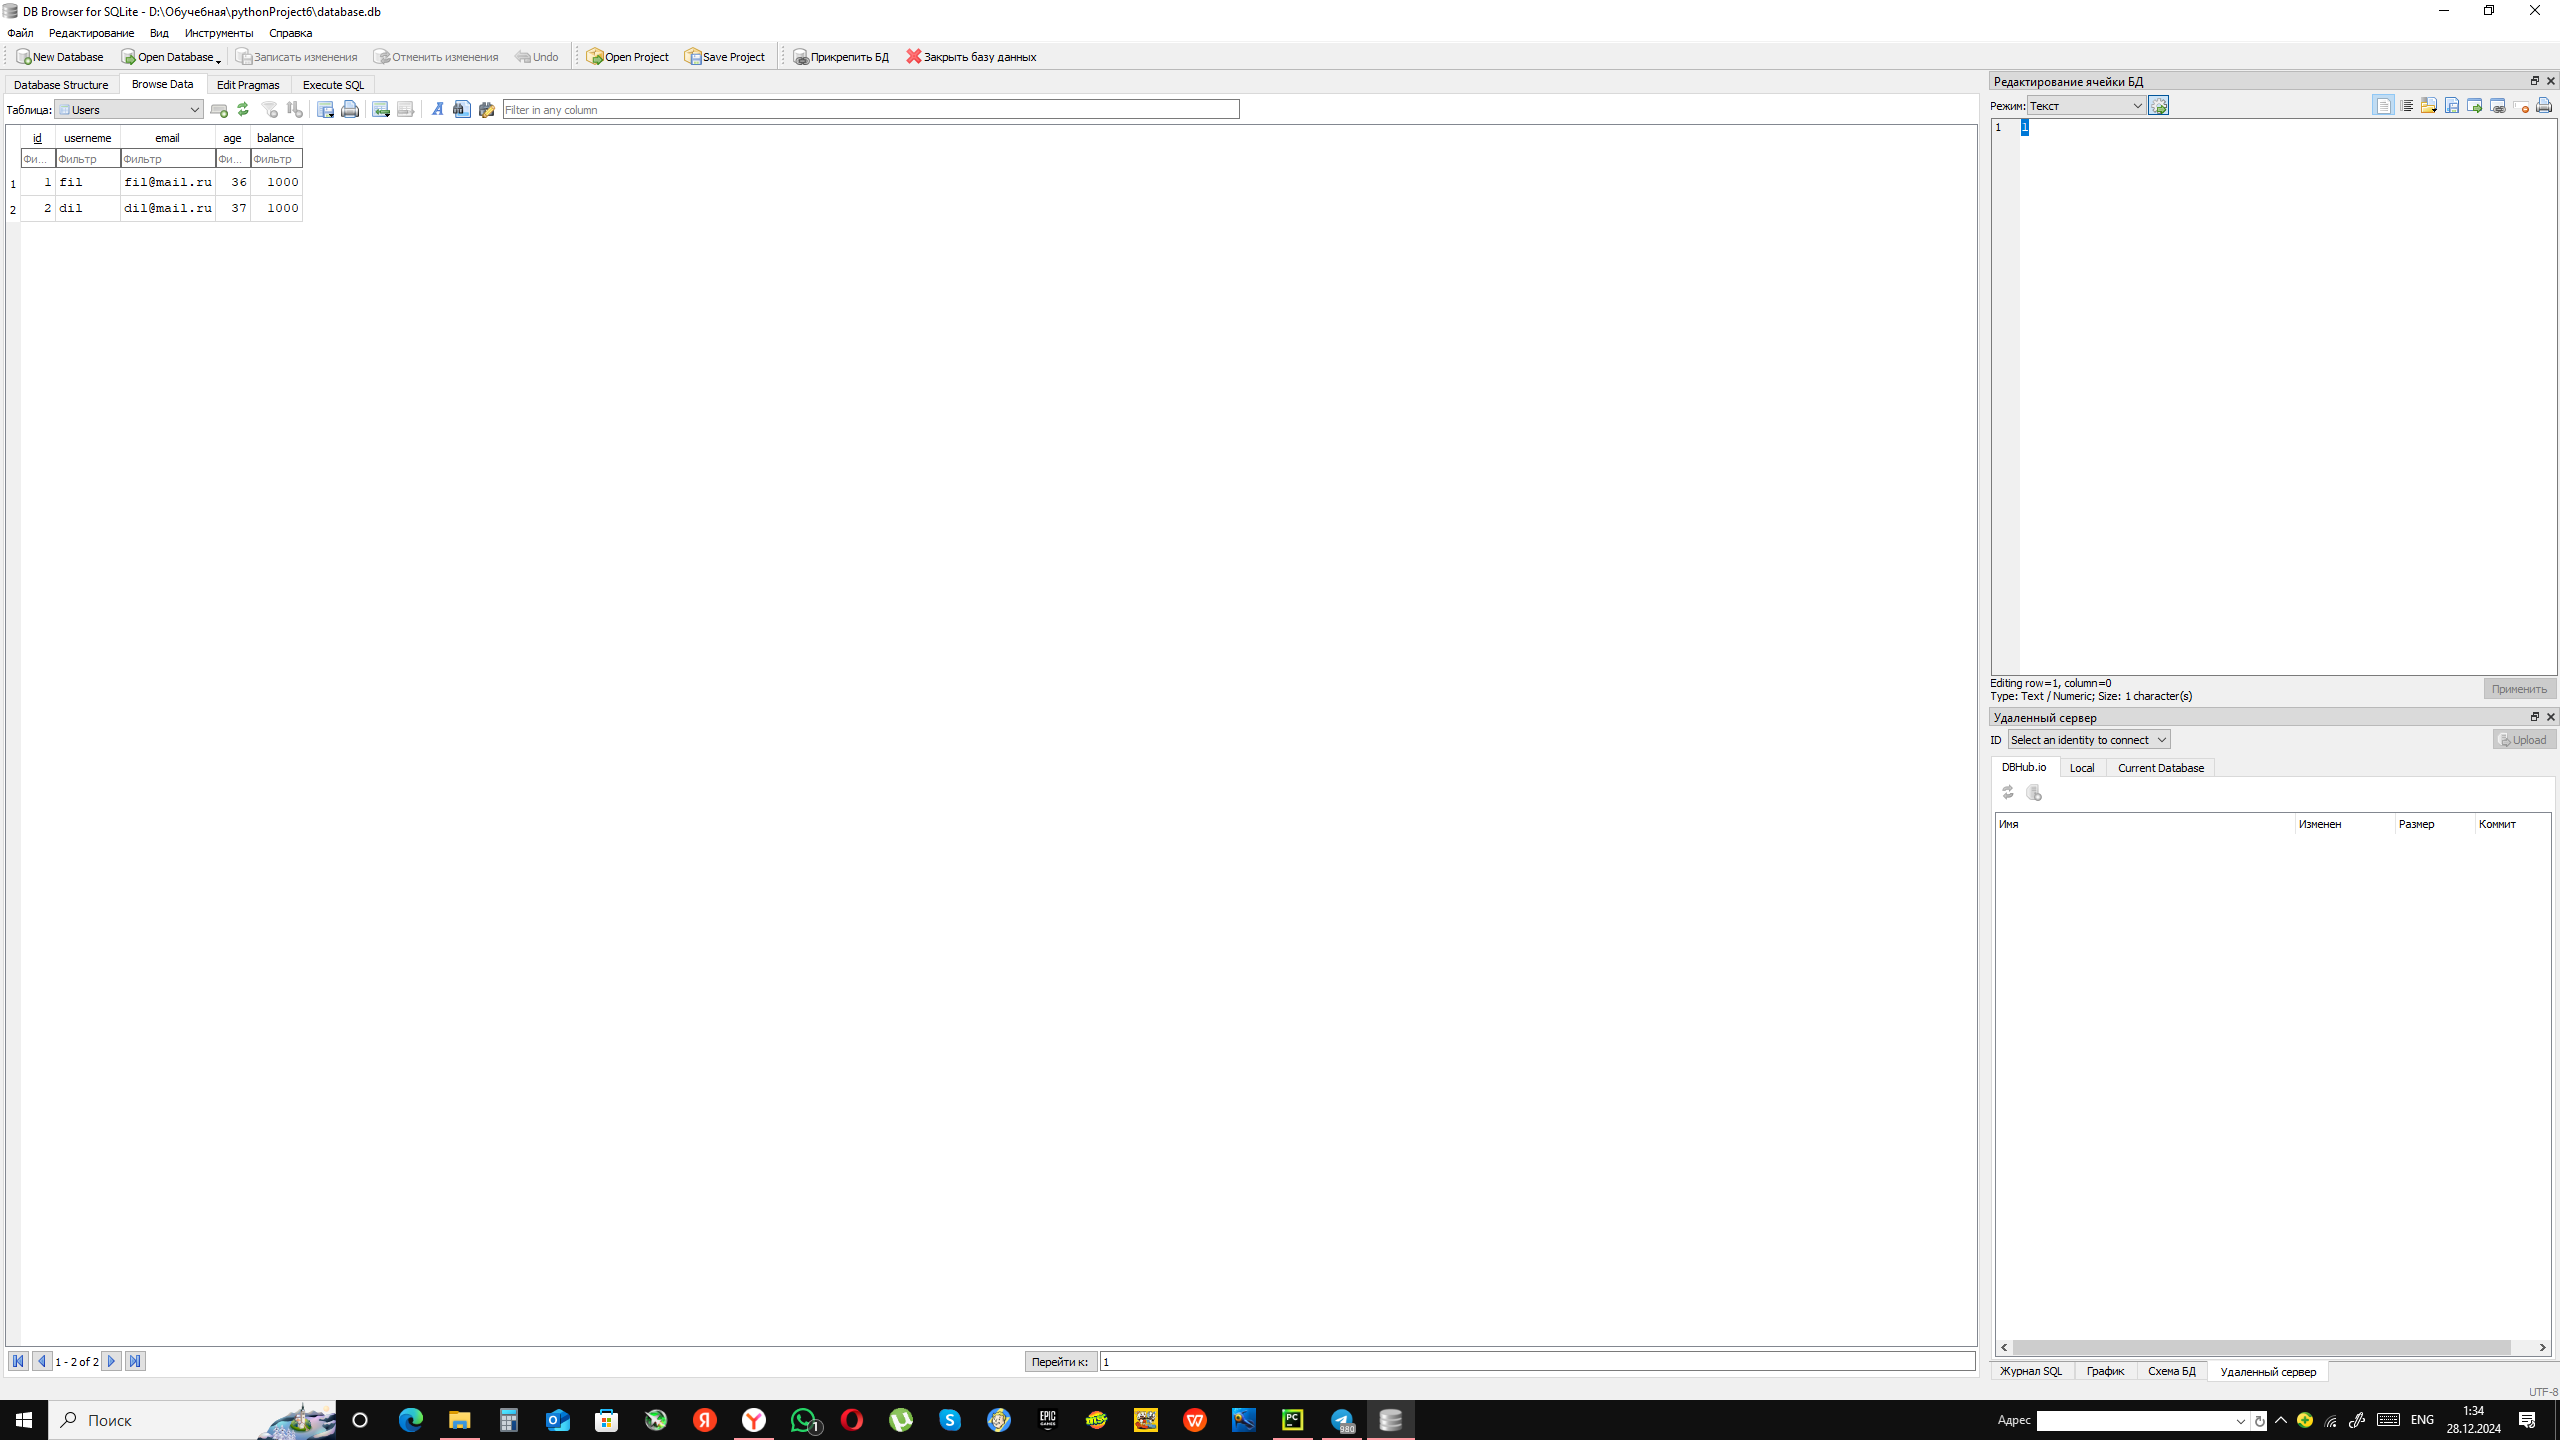 DB Browser for SQLite - D:\Обучебная\pythonProject6\database.db
Файл Редактирование Вид Инструменты Справка
New Database Open Database Записать изменения Отменить изменения Undo Open Project Save Project Прикрепить БД Закрыть базу данных
Database Structure Browse Data Edit Pragmas Execute SQL
Таблица: Users Filter in any column
id userneme email age balance
Фи... Фильтр Фильтр Фи... Фильтр
1 1 fil fil@mail.ru 36 1000
2 2 dil dil@mail.ru 37 1000
1 - 2 of 2 Перейти к: 1
Редактирование ячейки БД
Режим: Текст
1 1
Editing row=1, column=0
Type: Text / Numeric; Size: 1 character(s)
Применить
Удаленный сервер
ID Select an identity to connect Upload
DBHub.io Local Current Database
Имя Изменен Размер Коммит
Журнал SQL График Схема БД Удаленный сервер
UTF-8
Поиск
1
EPIC GAMES
PC
980
Адрес
ENG
1:34
28.12.2024